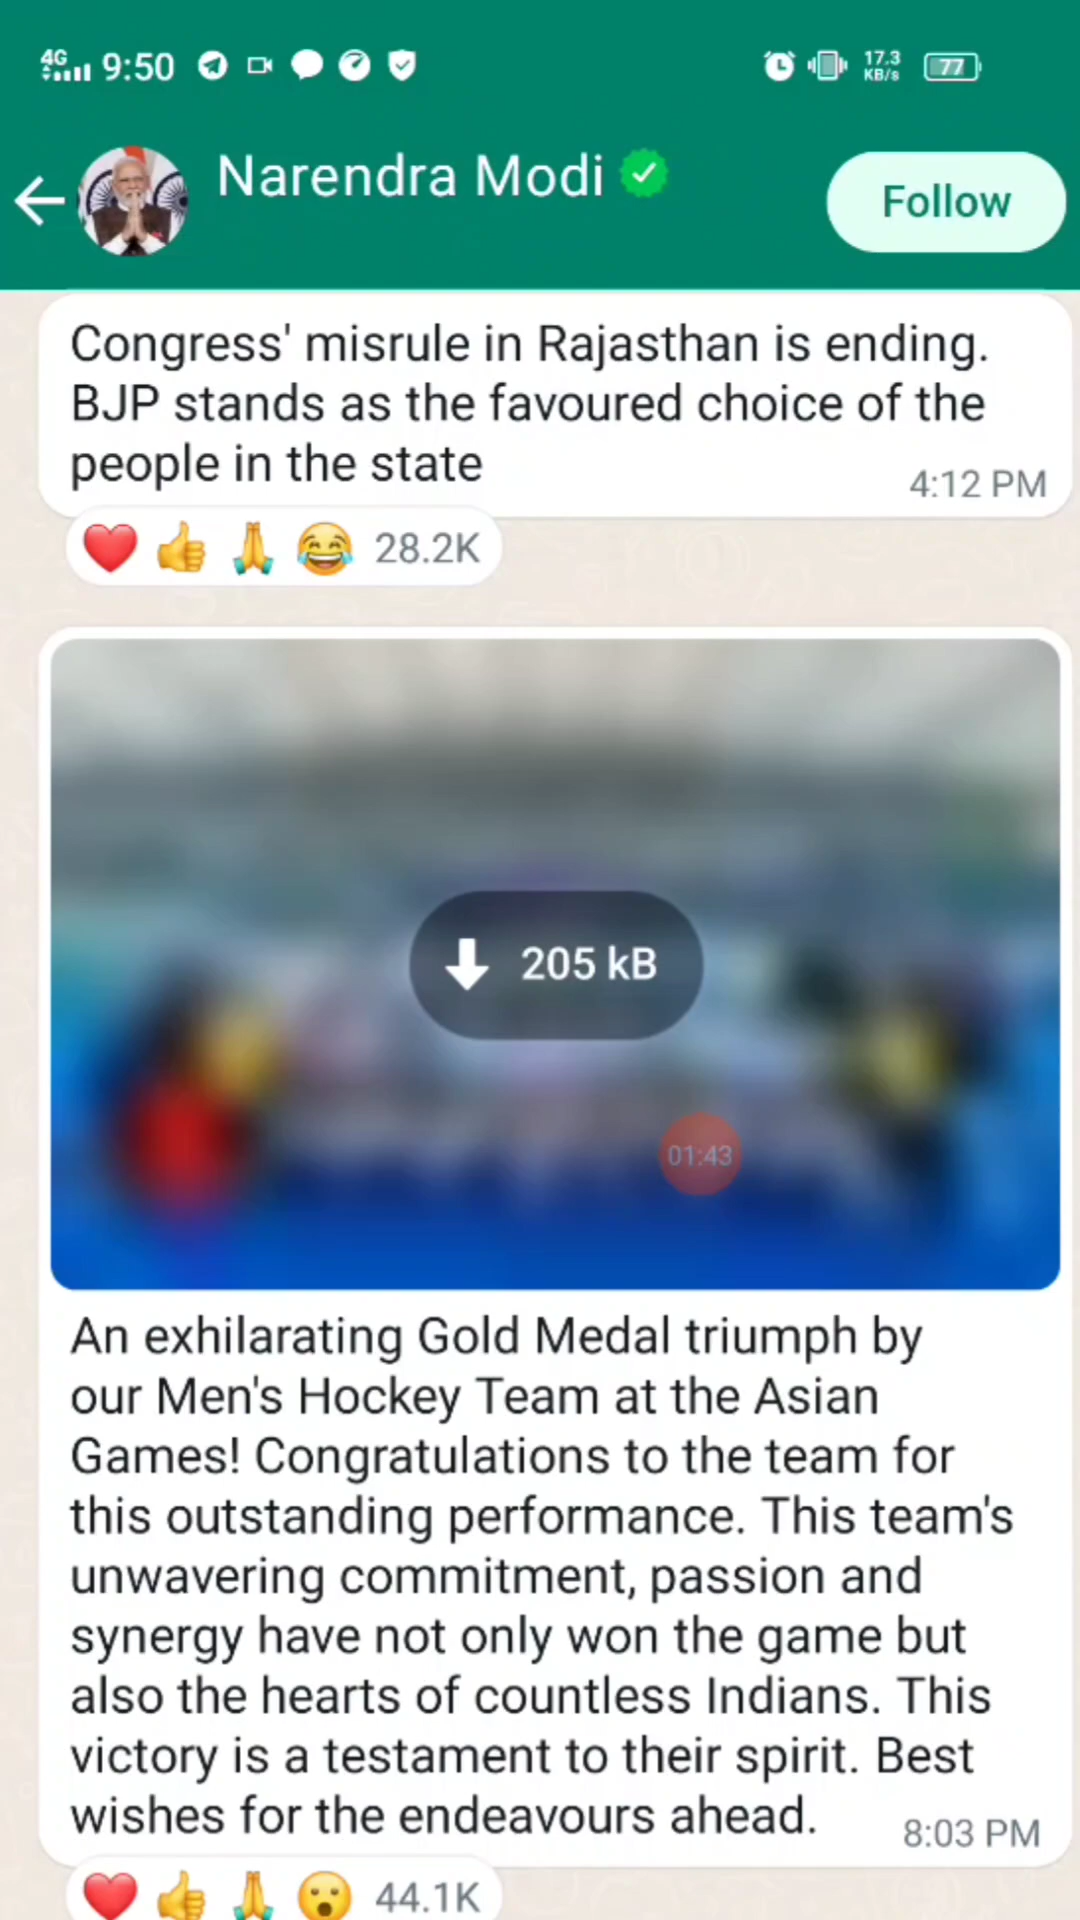 4G 9:50 17.3 KB/s 77
Narendra Modi
Follow
Congress' misrule in Rajasthan is ending.
BJP stands as the favoured choice of the
people in the state
4:12 PM
28.2K
205 kB
01:43
An exhilarating Gold Medal triumph by
our Men's Hockey Team at the Asian
Games! Congratulations to the team for
this outstanding performance. This team's
unwavering commitment, passion and
synergy have not only won the game but
also the hearts of countless Indians. This
victory is a testament to their spirit. Best
wishes for the endeavours ahead.
8:03 PM
44.1K